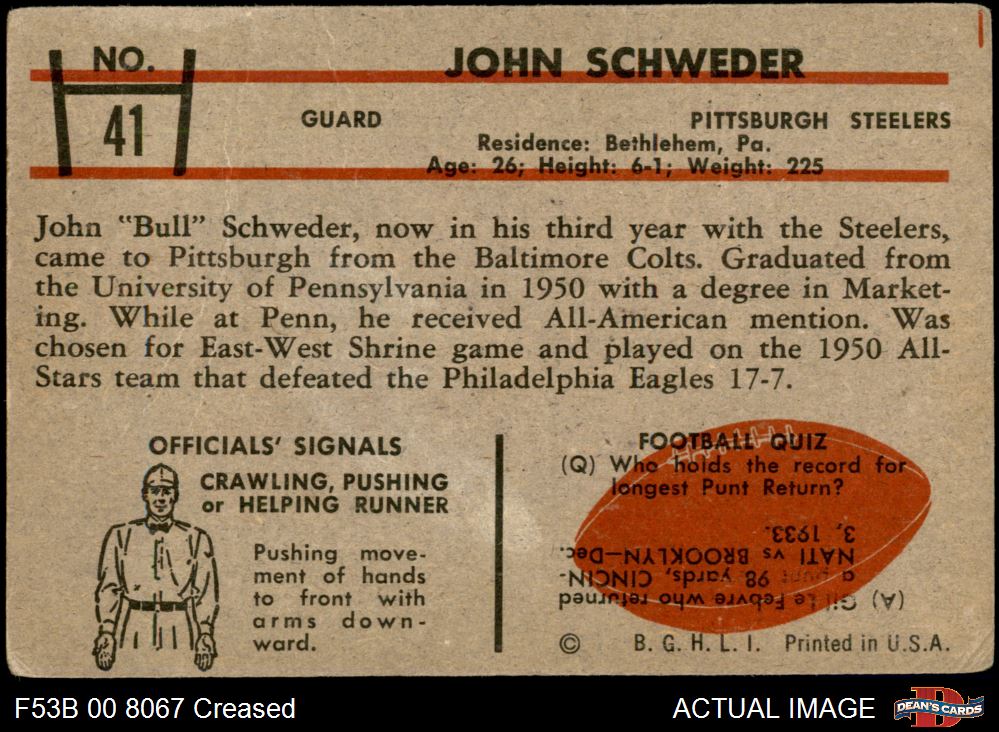 NO.
41
JOHN SCHWEDER
GUARD
PITTSBURGH STEELERS
Residence: Bethlehem, Pa.
Age: 26; Height: 6-1; Weight: 225
John "Bull" Schweder, now in his third year with the Steelers,
came to Pittsburgh from the Baltimore Colts. Graduated from
the University of Pennsylvania in 1950 with a degree in Market-
ing. While at Penn, he received All-American mention. Was
chosen for East-West Shrine game and played on the 1950 All-
Stars team that defeated the Philadelphia Eagles 17-7.
OFFICIALS' SIGNALS
CRAWLING, PUSHING
or HELPING RUNNER
Pushing move-
ment of hands
to front with
arms down-
ward.
FOOTBALL QUIZ
(Q) Who holds the record for
longest Punt Return?
(A) Gil Le Febvre who returned
a punt 98 yards, CINCIN-
NATI vs BROOKLYN—Dec.
3, 1933.
© B. G. H. L. I. Printed in U.S.A.
F53B 00 8067 Creased
ACTUAL IMAGE
DEAN'S CARDS